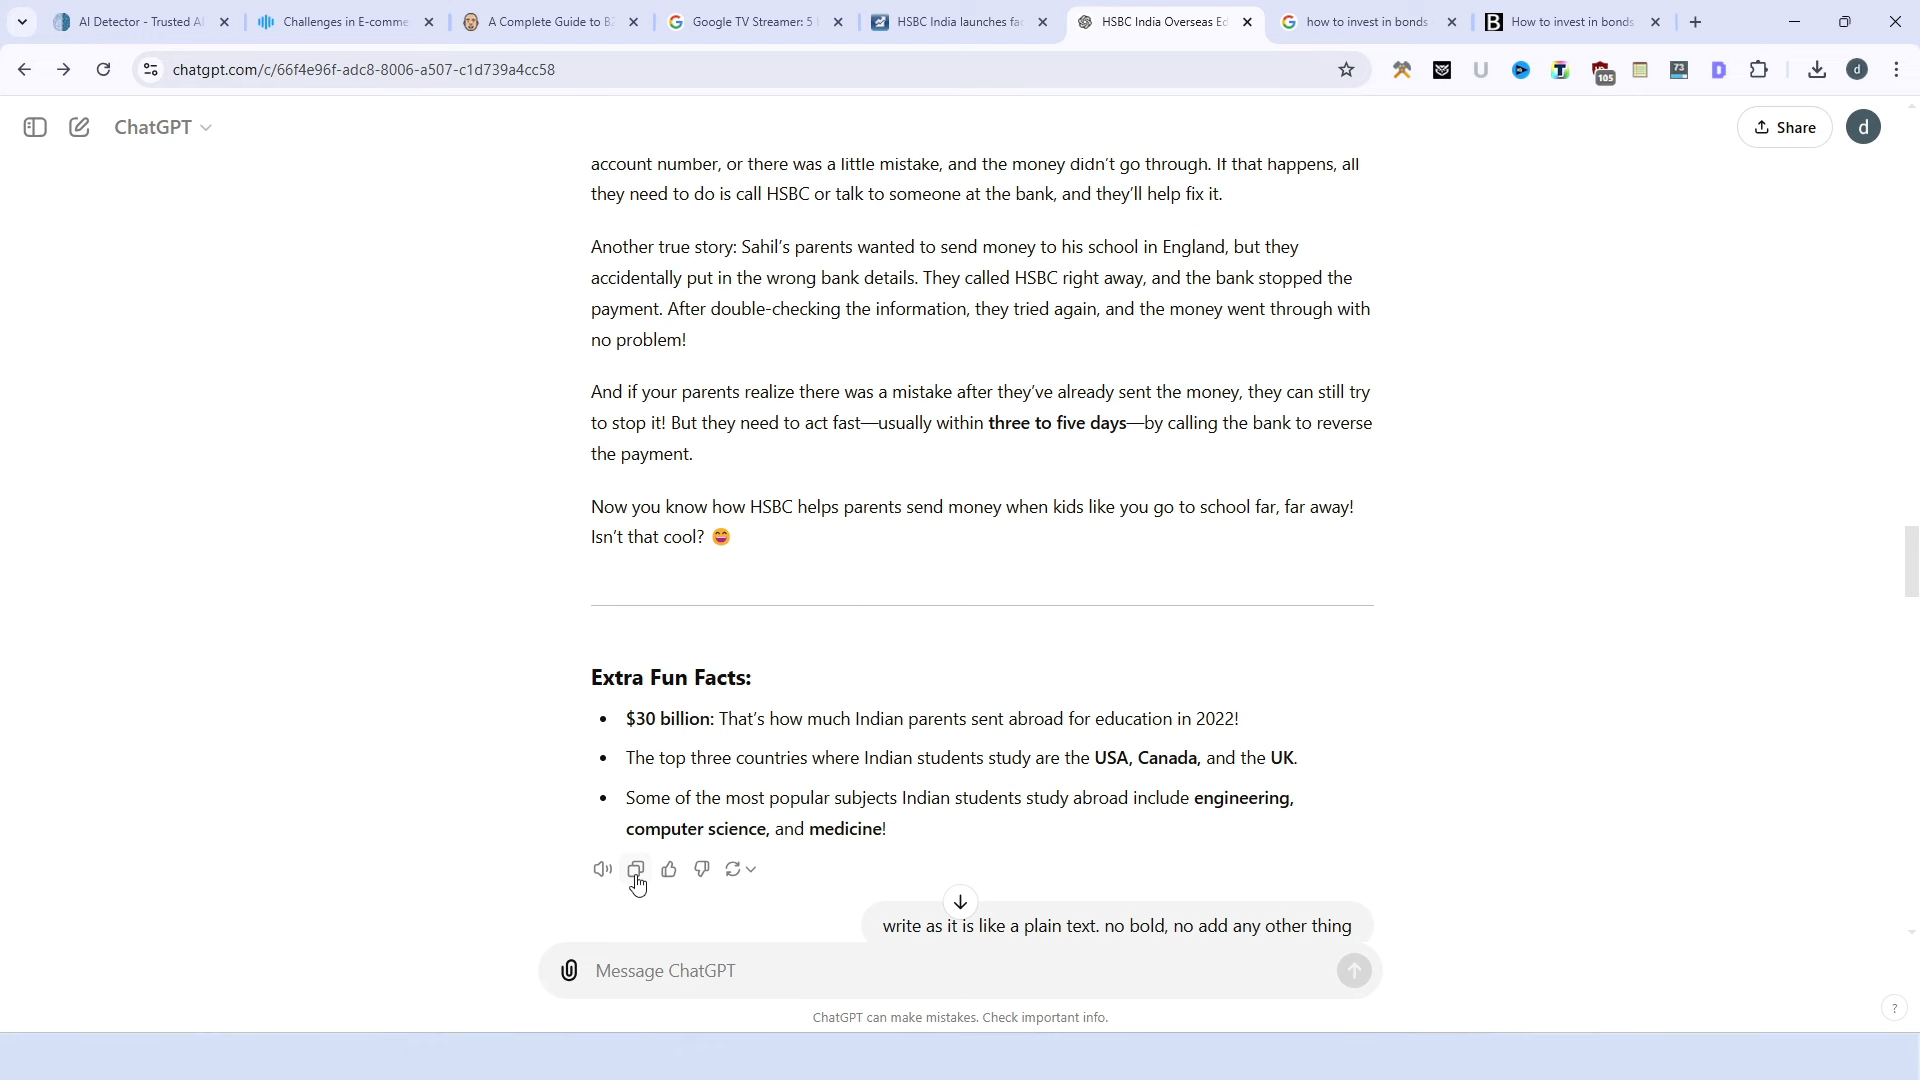 AI Detector - Trusted AI
Challenges in E-comme
A Complete Guide to B2
Google TV Streamer: 5
HSBC India launches fac
HSBC India Overseas Ed
how to invest in bonds
How to invest in bonds
chatgpt.com/c/66f4e96f-adc8-8006-a507-c1d739a4cc58
105
73
d
ChatGPT
Share
d
account number, or there was a little mistake, and the money didn't go through. If that happens, all
they need to do is call HSBC or talk to someone at the bank, and they'll help fix it.
Another true story: Sahil's parents wanted to send money to his school in England, but they
accidentally put in the wrong bank details. They called HSBC right away, and the bank stopped the
payment. After double-checking the information, they tried again, and the money went through with
no problem!
And if your parents realize there was a mistake after they've already sent the money, they can still try
to stop it! But they need to act fast—usually within three to five days—by calling the bank to reverse
the payment.
Now you know how HSBC helps parents send money when kids like you go to school far, far away!
Isn't that cool? 😄
Extra Fun Facts:
• $30 billion: That's how much Indian parents sent abroad for education in 2022!
• The top three countries where Indian students study are the USA, Canada, and the UK.
• Some of the most popular subjects Indian students study abroad include engineering,
computer science, and medicine!
write as it is like a plain text. no bold, no add any other thing
Message ChatGPT
ChatGPT can make mistakes. Check important info.
?